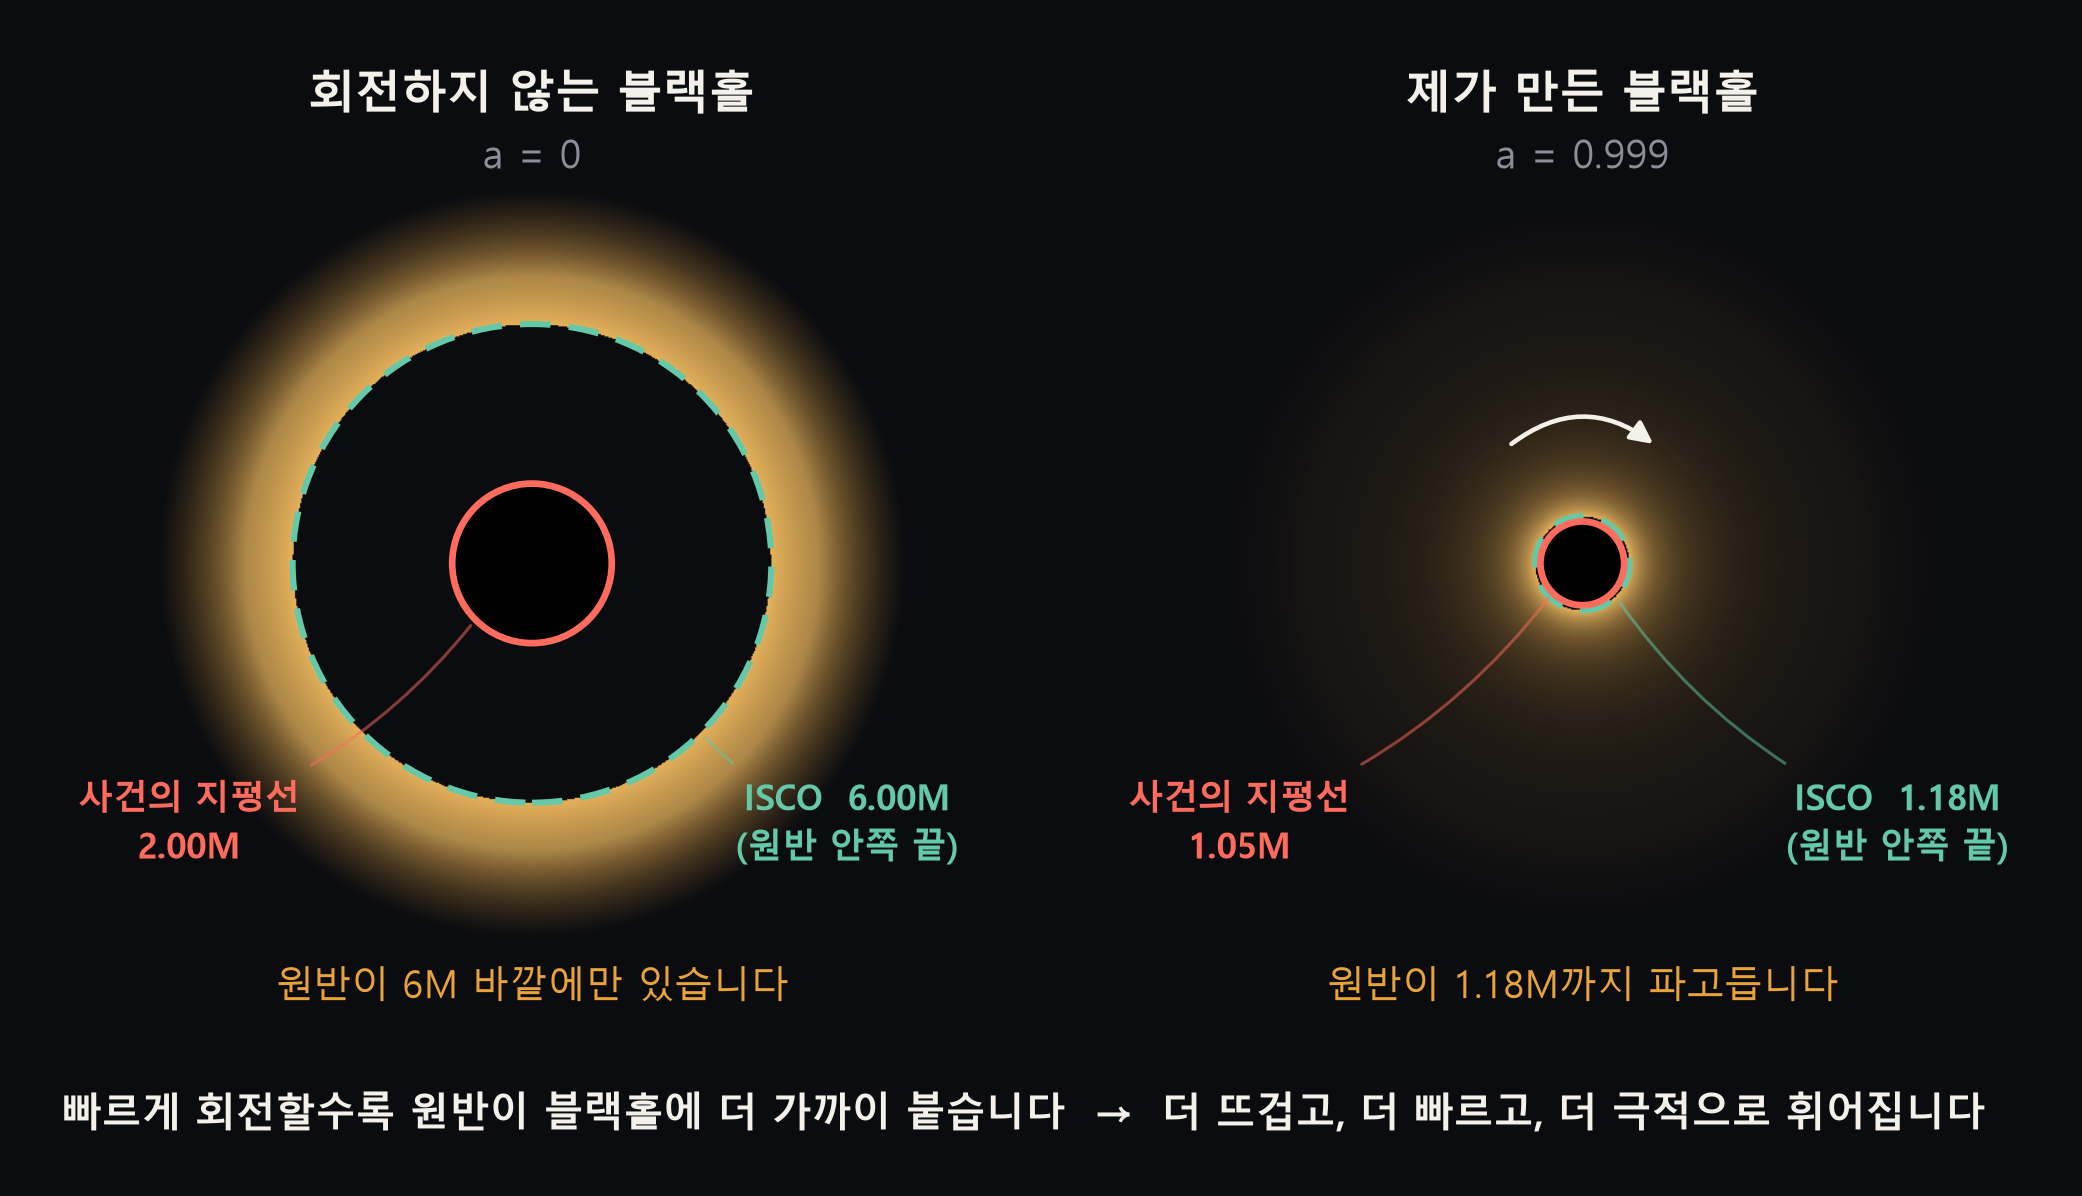 회전하지 않는 블랙홀
a = 0
사건의 지평선
2.00M
ISCO 6.00M
(원반 안쪽 끝)
원반이 6M 바깥에만 있습니다
제가 만든 블랙홀
a = 0.999
사건의 지평선
1.05M
ISCO 1.18M
(원반 안쪽 끝)
원반이 1.18M까지 파고듭니다
빠르게 회전할수록 원반이 블랙홀에 더 가까이 붙습니다 → 더 뜨겁고, 더 빠르고, 더 극적으로 휘어집니다